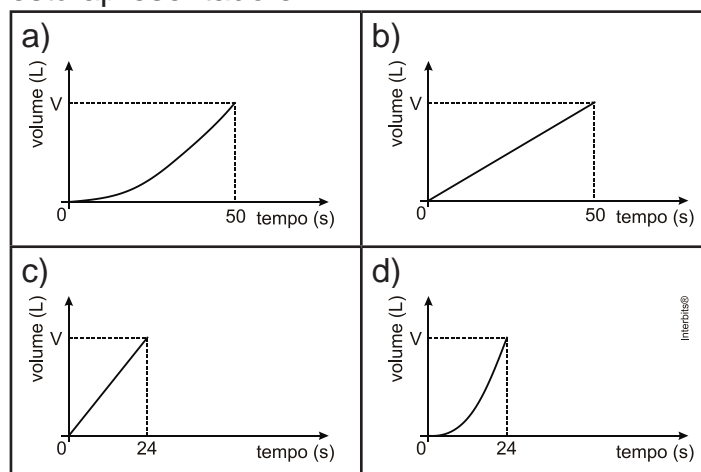 a)
volume (L)
V
0
50
tempo (s)
b)
volume (L)
V
0
50
tempo (s)
c)
volume (L)
V
0
24
tempo (s)
d)
volume (L)
V
0
24
tempo (s)
Interbits®